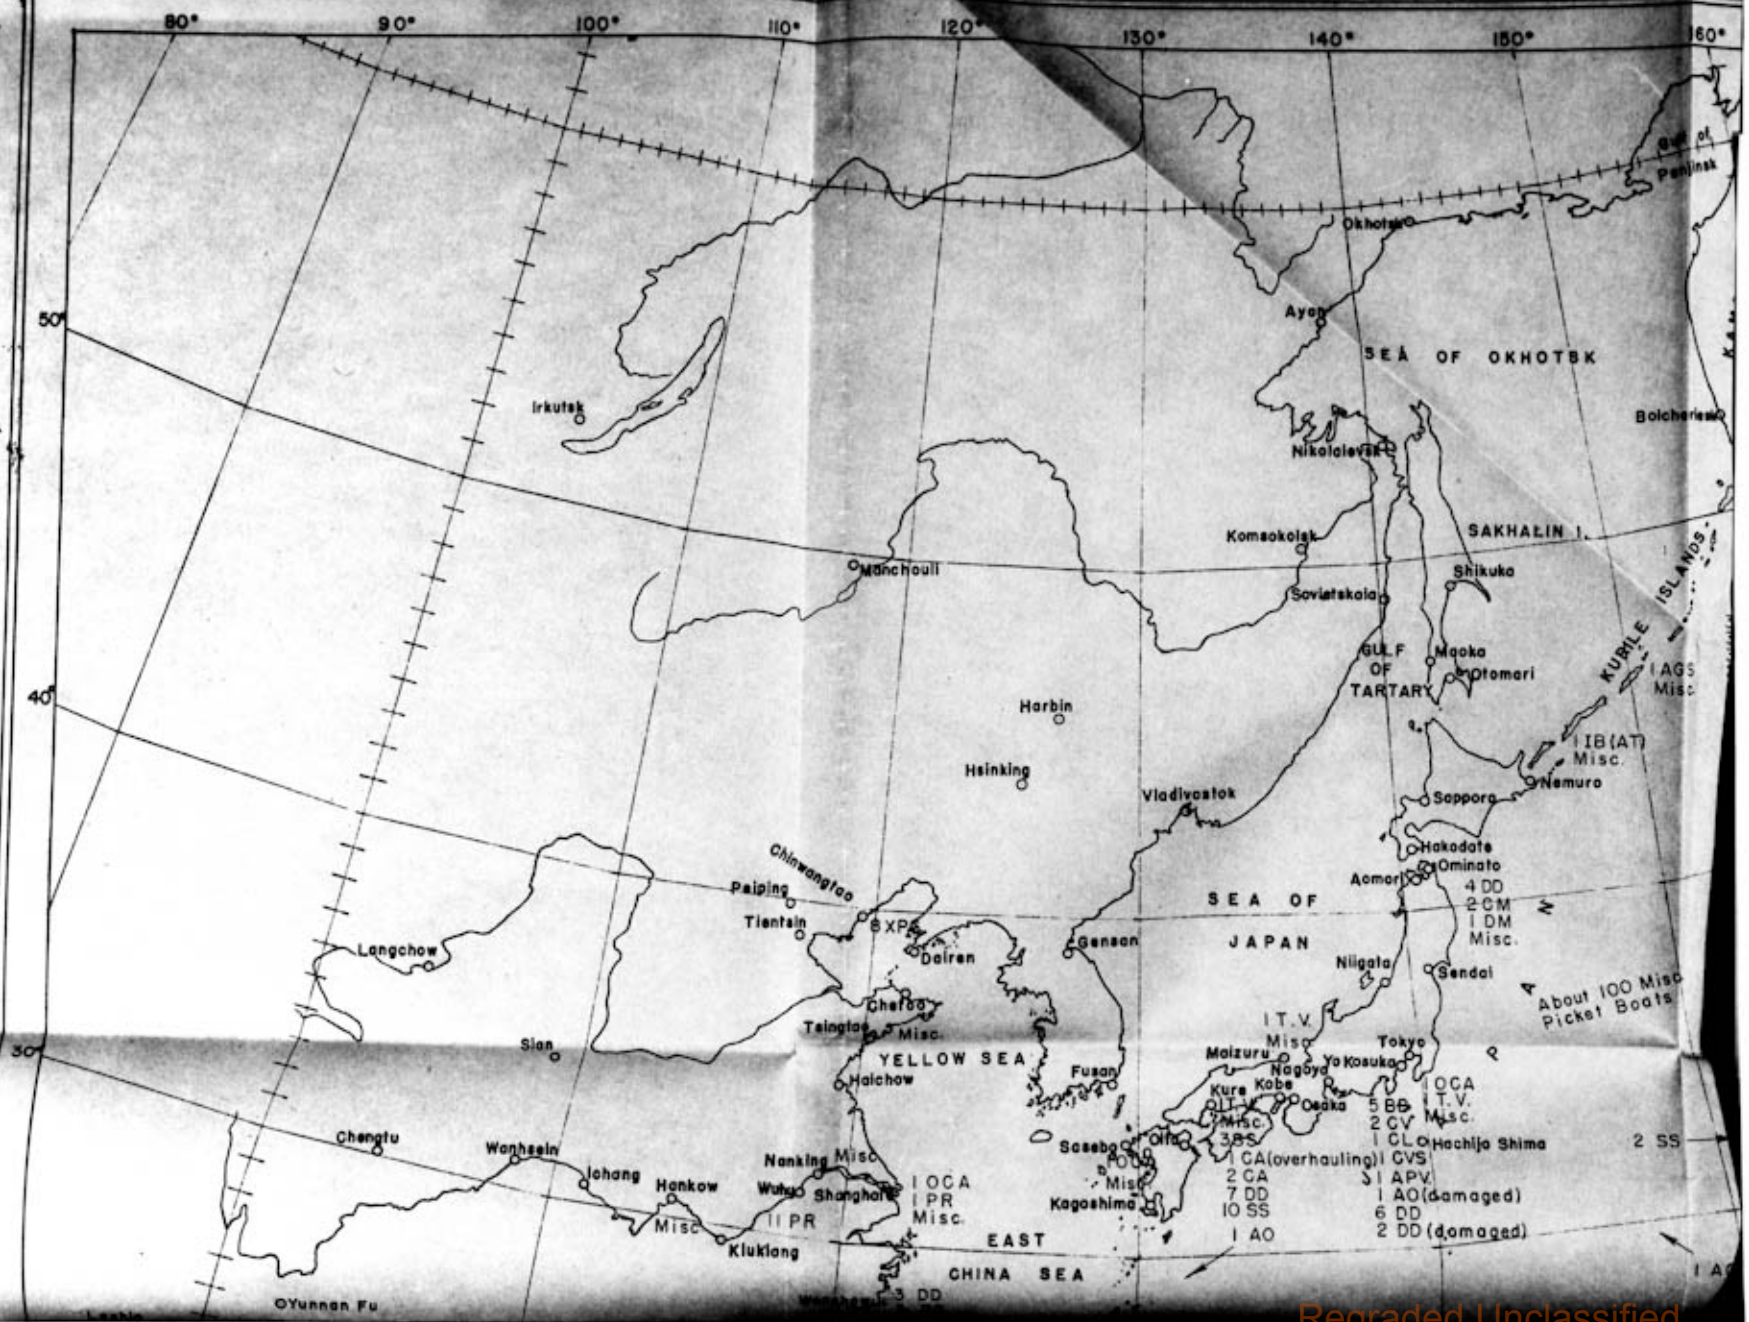 80° 90° 100° 110° 120° 130° 140° 150° 160°
Gulf of
Penjinsk
Okhotsk
50°
Ayan
SEA OF OKHOTSK
Irkutsk
Nikolaievsk
Komsokolsk
SAKHALIN I.
Manchouli
Shikuka
Sovietskaia
KURILE ISLANDS
GULF
OF
TARTARY
Maoka
Otomari
1 AGS
Misc.
40°
Harbin
1 IB(AT)
Misc.
Hsinking
Nemuro
Vladivostok
Sapporo
Hakodate
Chinwangtao
Ominato
Peiping
Aomori
4 DD
2 CM
1 DM
Misc.
Tientsin
SEA OF
JAPAN
Langchow
Dairen
Gensan
Niigata
Sendai
About 100 Misc
Picket Boats
Chefoo
Tsingtao
Misc.
1 T.V.
Misc
Sian
YELLOW SEA
Tokyo
30°
Maizuru
Yokosuka
Nagoya
Haichow
Fusan
Kobe
Kure
Osaka
1 OCA
1 T.V.
Misc.
1 T.V.
Misc.
3BS
5 BB
2 CV
1 CL
Hachijo Shima
2 SS
Chengtu
Wanhsein
Sasebo
Oita
1 CA(overhauling)
1 CVS
Nanking
Misc
Ichang
Hankow
Wuhu
Shanghai
1 OCA
1 PR
Misc.
Misc
2 CA
1 APV
Kagoshima
7 DD
1 AO(damaged)
Misc
11 PR
10 SS
6 DD
Kiukiang
EAST
CHINA SEA
1 AO
2 DD(damaged)
Yunnan Fu
3 DD
Regraded Unclassified